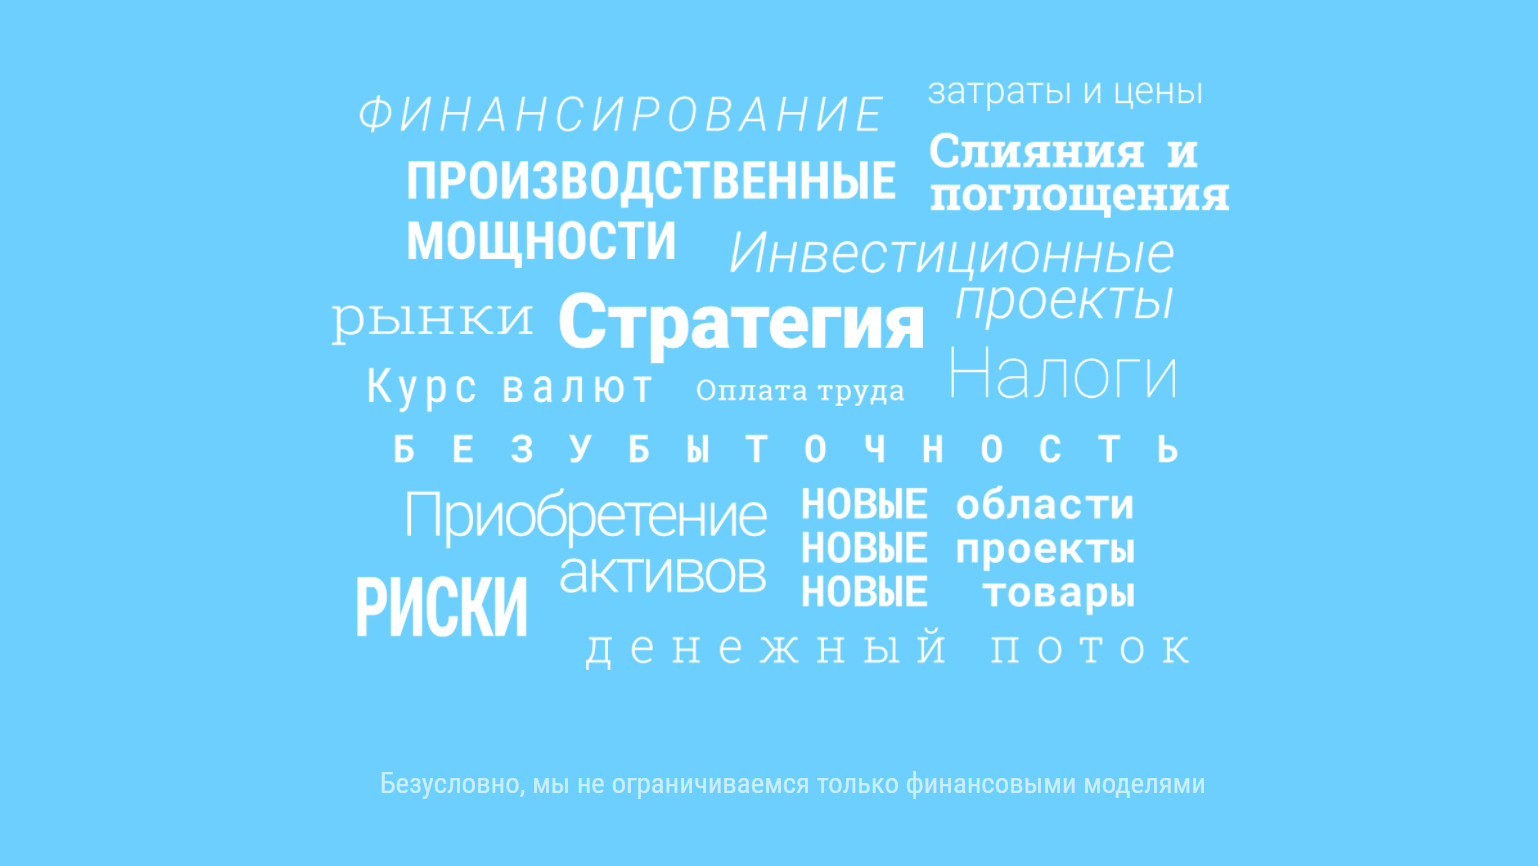 ФИНАНСИРОВАНИЕ
затраты и цены
ПРОИЗВОДСТВЕННЫЕ
МОЩНОСТИ
Слияния и
поглощения
Инвестиционные
проекты
рынки
Стратегия
Курс валют
Оплата труда
Налоги
БЕЗУБЫТОЧНОСТЬ
Приобретение
активов
НОВЫЕ области
НОВЫЕ проекты
НОВЫЕ товары
РИСКИ
денежный поток
Безусловно, мы не ограничиваемся только финансовыми моделями